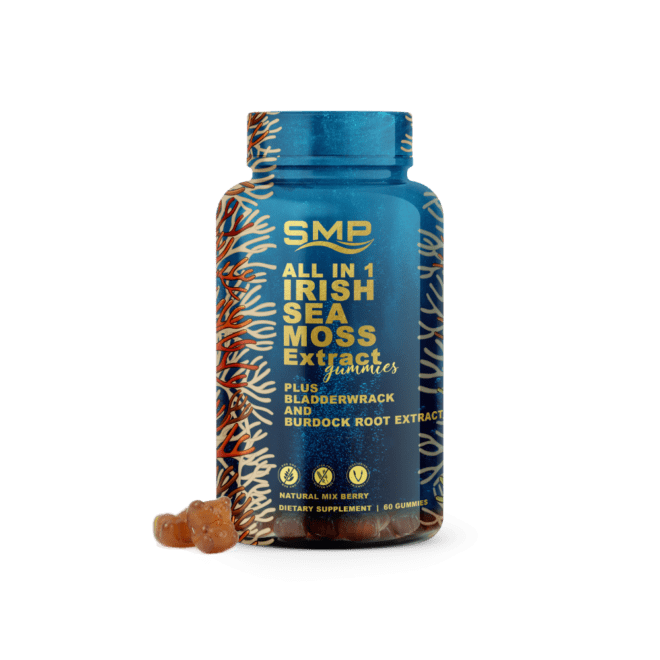 SMP
ALL IN 1
IRISH
SEA
MOSS
Extract
gummies
PLUS
BLADDERWRACK
AND
BURDOCK ROOT EXTRACT
NATURAL MIX BERRY
DIETARY SUPPLEMENT | 60 GUMMIES